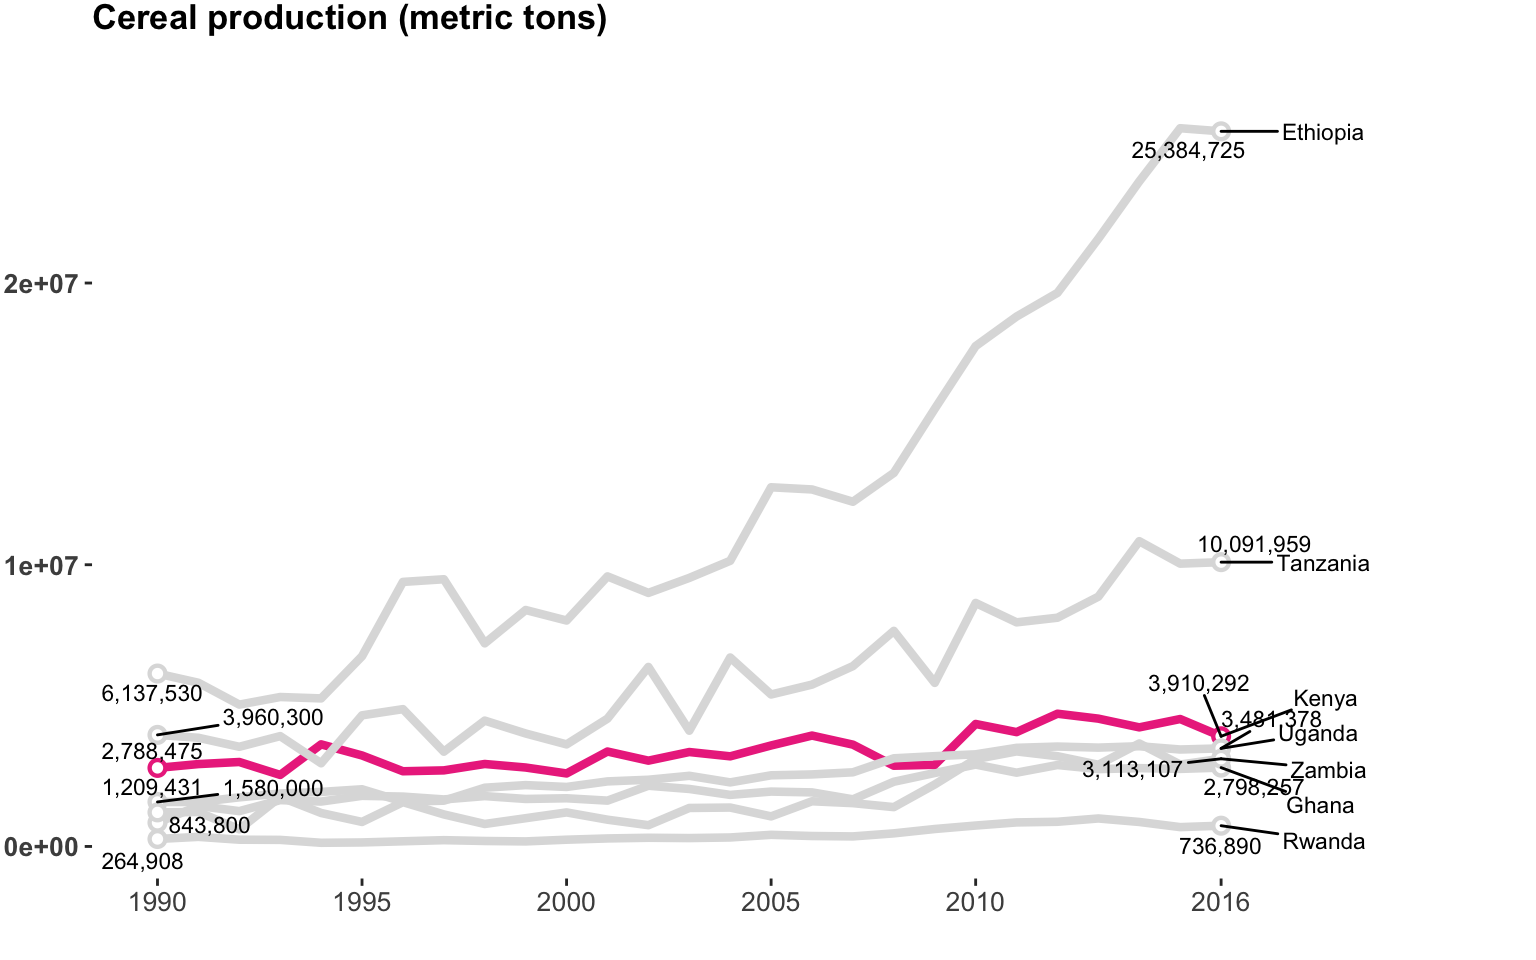 Cereal production (metric tons)
Ethiopia
25,384,725
2e+07
10,091,959
1e+07
Tanzania
3,910,292
6,137,530
Kenya
3,960,300
3,481,378
Uganda
2,788,475
3,113,107
Zambia
1,209,431
1,580,000
2,798,257
Ghana
843,800
Rwanda
0e+00
736,890
264,908
1990
1995
2000
2005
2010
2016